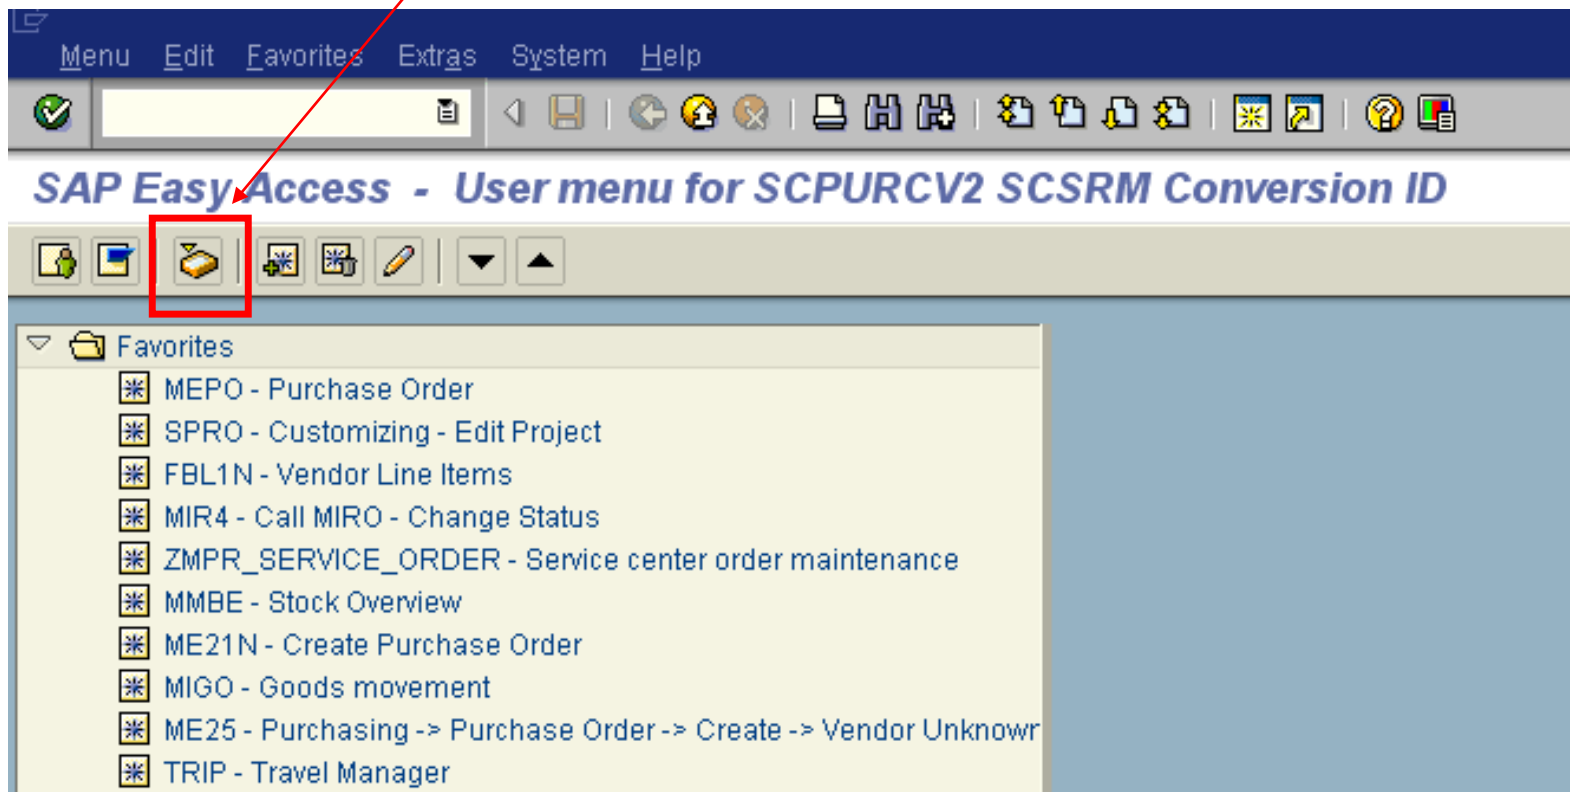 Menu Edit Favorites Extras System Help
SAP Easy Access - User menu for SCPURCV2 SCSRM Conversion ID
Favorites
MEPO - Purchase Order
SPRO - Customizing - Edit Project
FBL1N - Vendor Line Items
MIR4 - Call MIRO - Change Status
ZMPR_SERVICE_ORDER - Service center order maintenance
MMBE - Stock Overview
ME21N - Create Purchase Order
MIGO - Goods movement
ME25 - Purchasing -> Purchase Order -> Create -> Vendor Unknown
TRIP - Travel Manager